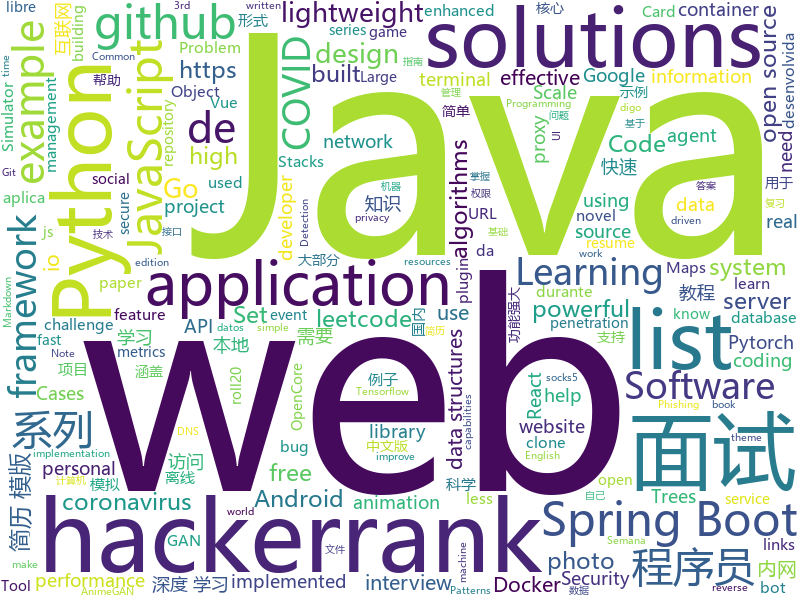 libre
互联网
building
3rd
Common
形式
github
lightweight
series
game
enhanced
container
Card
核心
written
指南
time
Simulator
example
Python
JavaScript
帮助
Problem
https
Object
Vue
repository
management
Git
aplica
js
de
high
Go
project
social
secure
COVID
design
built
Large
terminal
effective
Google
information
solutions
管理
Scale
示例
Programming
简单
问题
基于
UI
open source
need
desenvolvida
Java
network
Stacks
used
developer
proxy
Code
agent
快速
用于
using
data
权限
掌握
机器
答案
复习
driven
privacy
framework
io
paper
技术
接口
plugin
algorithms
URL
novel
source
resume
real
edition
Detection
基础
resources
work
知识
da
Maps
system
Markdown
feature
application
大部分
Learning
教程
learn
server
datos
event
Set
leetcode
国内
use
powerful
durante
penetration
database
know
challenge
fast
Note
API
simple
需要
data structures
功能强大
list
Pytorch
学习
本地
简历
metrics
涵盖
项目
支持
coding
Cases
web
roll20
OpenCore
例子
Tensorflow
help
React
Software
socks5
系列
personal
library
bug
website
clone
English
Phishing
book
theme
面试
DNS
free
中文版
访问
implementation
计算机
离线
模拟
科学
improve
less
capabilities
简历 模版
coronavirus
Android
animation
open
自己
Trees
links
service
hackerrank
Spring Boot
GAN
world
photo
程序员
内网
Tool
performance
make
AnimeGAN
深度 学习
文件
implemented
Docker
interview
machine
Security
数据
Patterns
bot
Semana
reverse
digo